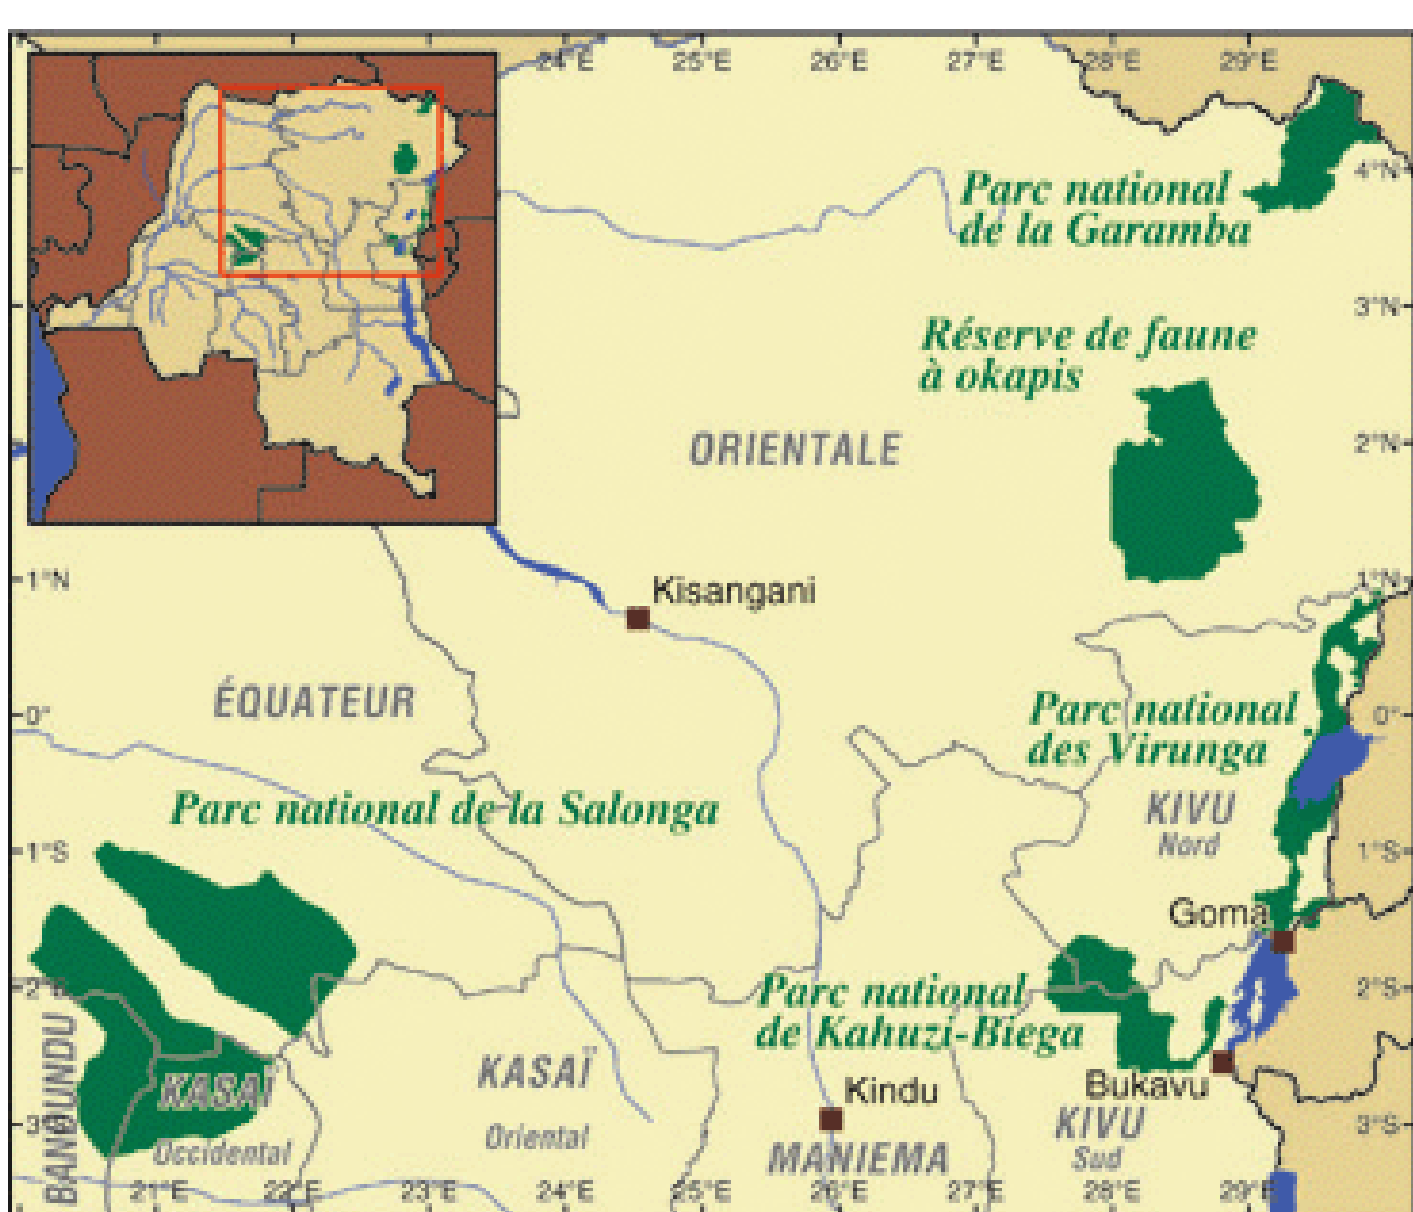 24°E 25°E 26°E 27°E 28°E 29°E
4°N
Parc national
de la Garamba
3°N
Réserve de faune
à okapis
2°N
ORIENTALE
1°N
1°N
Kisangani
ÉQUATEUR
0°
0°
Parc national
des Virunga
Parc national de la Salonga
KIVU
Nord
1°S
1°S
Goma
2°S
2°S
Parc national
de Kahuzi-Biega
BANDUNDU
KASAÏ
Occidental
KASAÏ
Oriental
Kindu
Bukavu
KIVU
Sud
3°S
3°S
MANIEMA
21°E 22°E 23°E 24°E 25°E 26°E 27°E 28°E 29°E